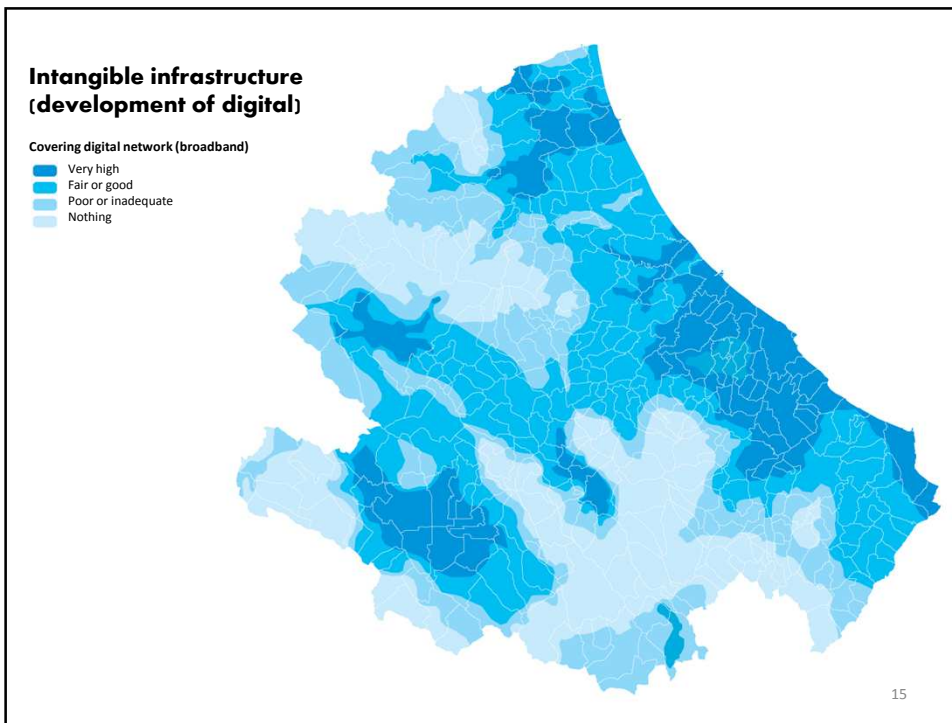 Intangible infrastructure
(development of digital)
Covering digital network (broadband)
Very high
Fair or good
Poor or inadequate
Nothing
15